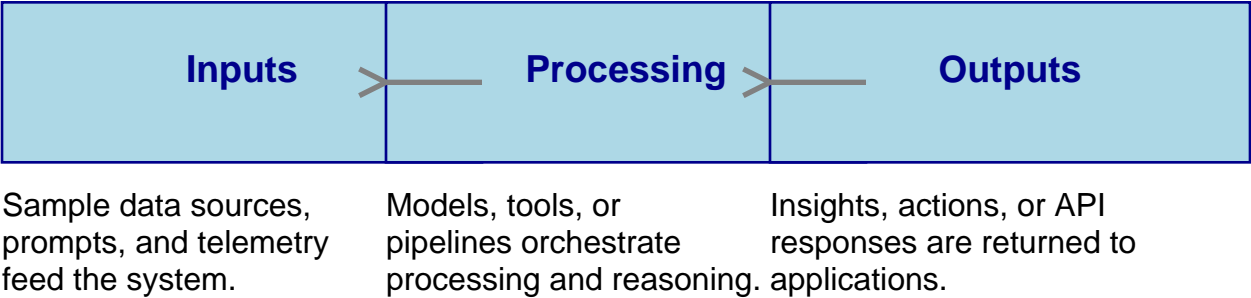 Inputs
Processing
Outputs
Sample data sources,
prompts, and telemetry
feed the system.
Models, tools, or
pipelines orchestrate
processing and reasoning.
Insights, actions, or API
responses are returned to
applications.